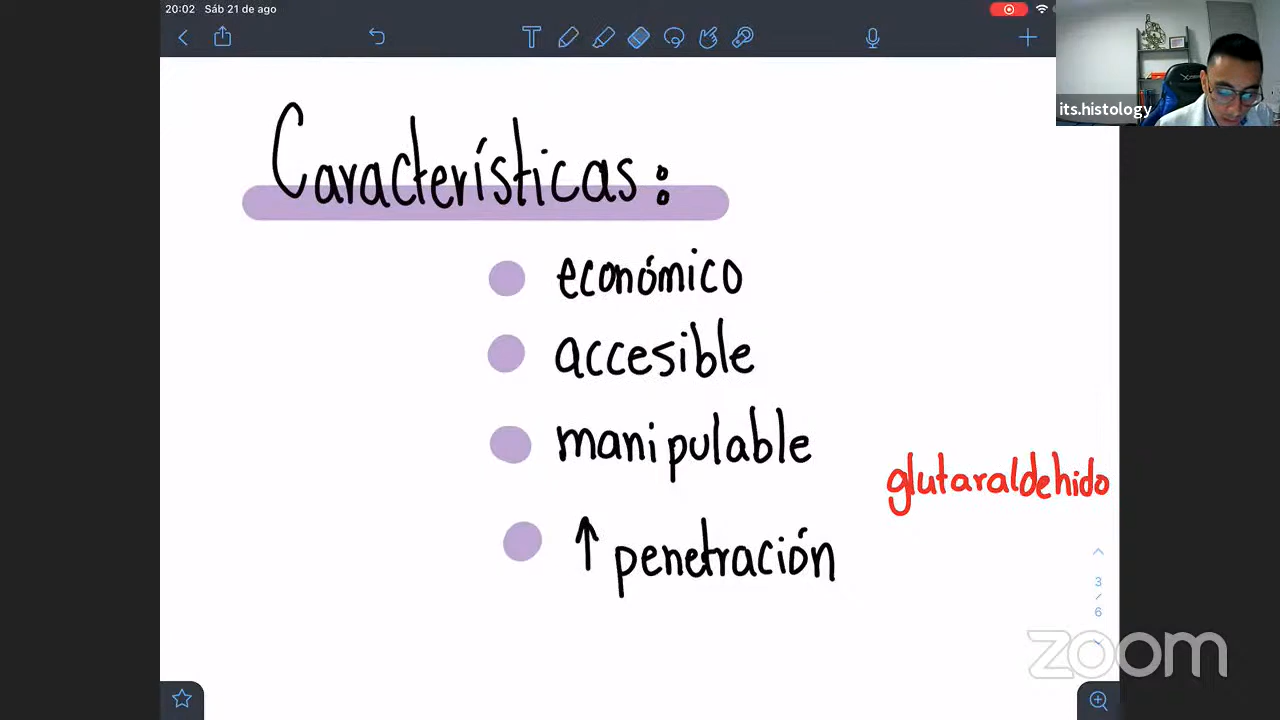 20:02 Sáb 21 de ago
its.histology
Características:
económico
accesible
manipulable
glutaraldehido
↑ penetración
3
/
6
zoom